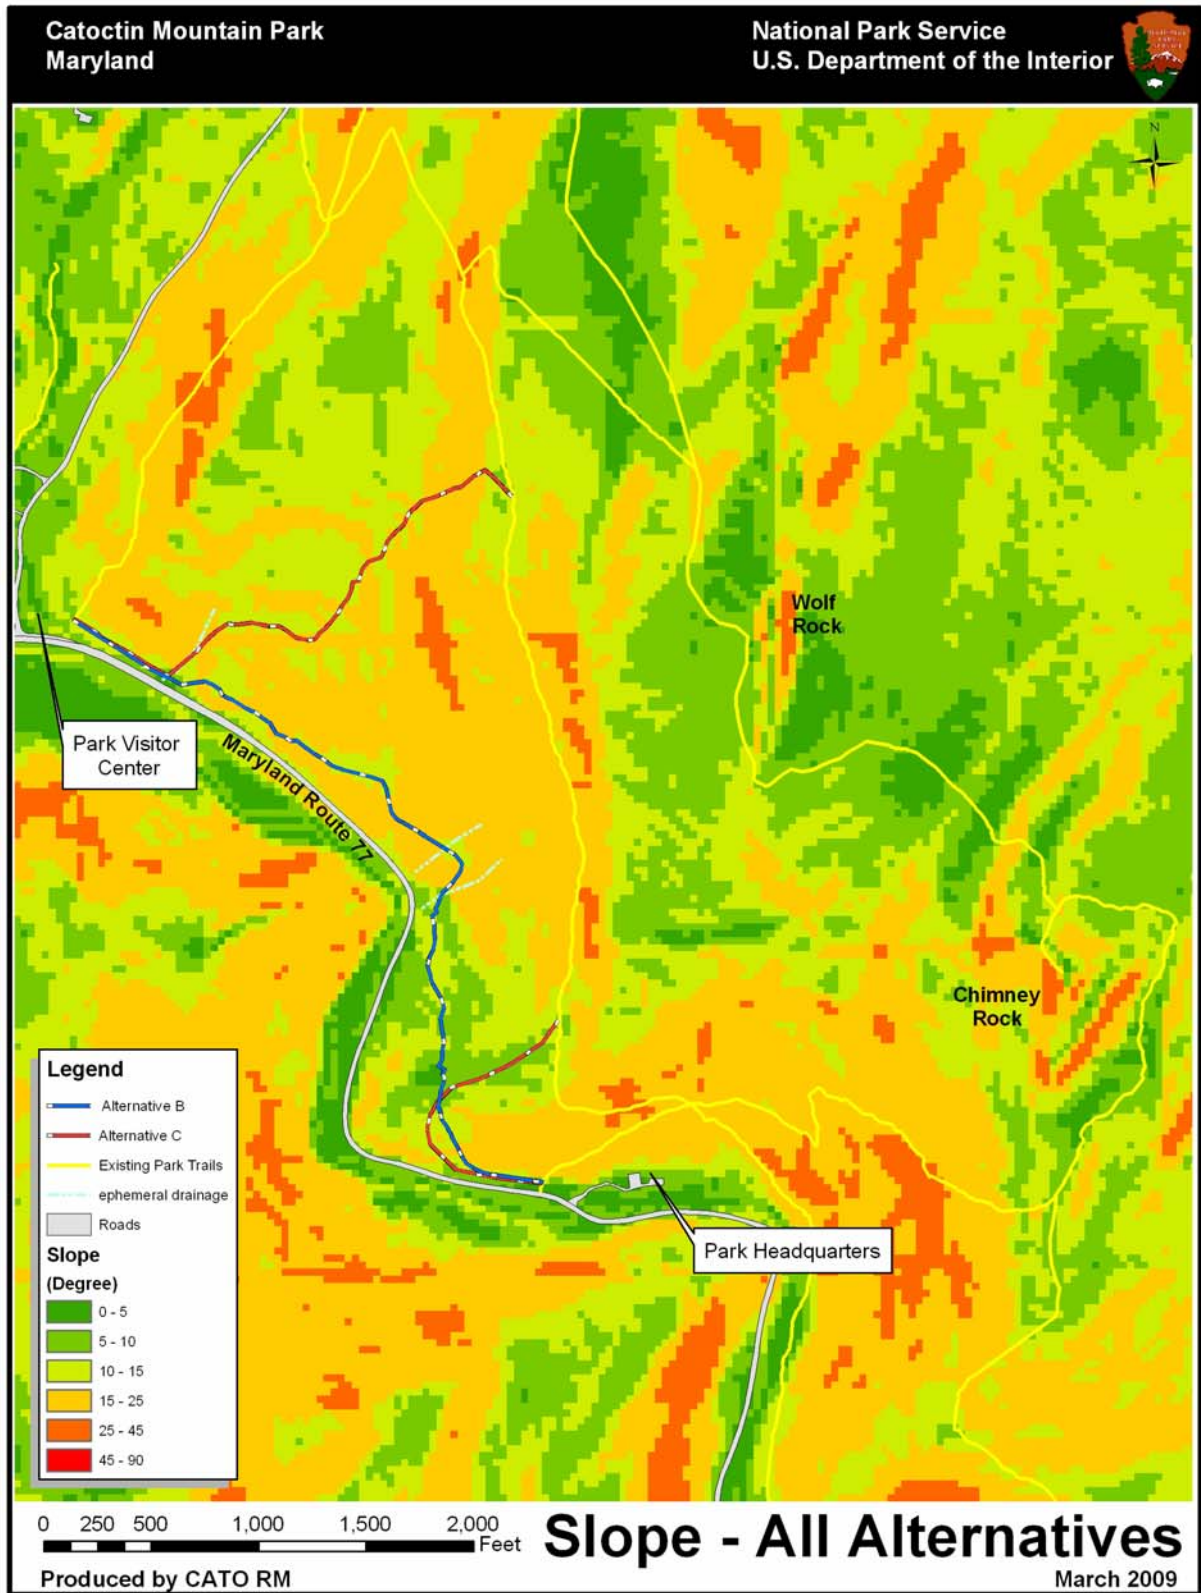 Catoctin Mountain Park
Maryland
National Park Service
U.S. Department of the Interior
N
Wolf
Rock
Park Visitor
Center
Maryland Route 77
Chimney
Rock
Park Headquarters
Legend
Alternative B
Alternative C
Existing Park Trails
ephemeral drainage
Roads
Slope
(Degree)
0 - 5
5 - 10
10 - 15
15 - 25
25 - 45
45 - 90
0 250 500 1,000 1,500 2,000
Feet
Slope - All Alternatives
Produced by CATO RM
March 2009